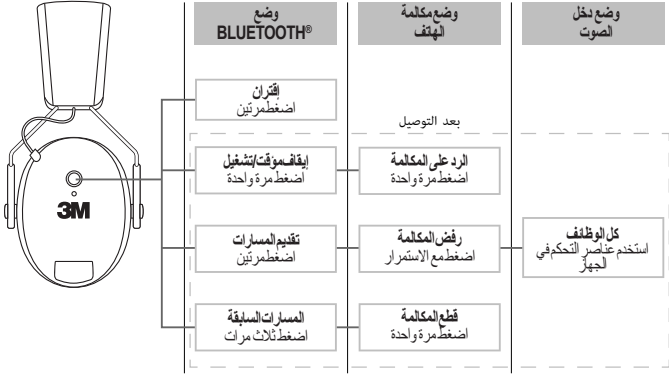 وضع
BLUETOOTH®
وضع مكالمة
الهاتف
وضع دخل
الصوت
إقتران
اضغط مرتين
بعد التوصيل
إيقاف مؤقت/تشغيل
اضغط مرة واحدة
الرد على المكالمة
اضغط مرة واحدة
3M
تقديم المسارات
اضغط مرتين
رفض المكالمة
اضغط مع الاستمرار
كل الوظائف
استخدم عناصر التحكم في
الجهاز
المسارات السابقة
اضغط ثلاث مرات
قطع المكالمة
اضغط مرة واحدة